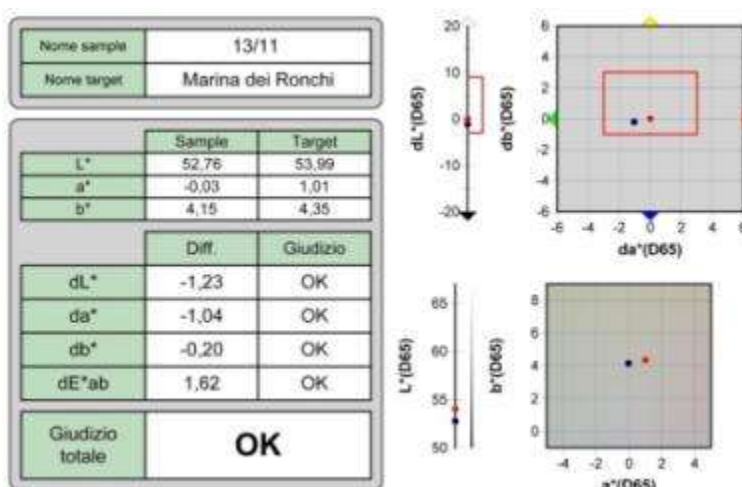 Nome sample 13/11
Nome target Marina dei Ronchi
Sample Target
L* 52,76 53,99
a* -0,03 1,01
b* 4,15 4,35
Diff. Giudizio
dL* -1,23 OK
da* -1,04 OK
db* -0,20 OK
dE*ab 1,62 OK
Giudizio totale OK
dL*(D65)
20
10
0
-10
-20
db*(D65)
6
4
2
0
-2
-4
-6
-6 -4 -2 0 2 4 6
da*(D65)
L*(D65)
65
60
55
50
b*(D65)
8
6
4
2
0
-4 -2 0 2 4
a*(D65)